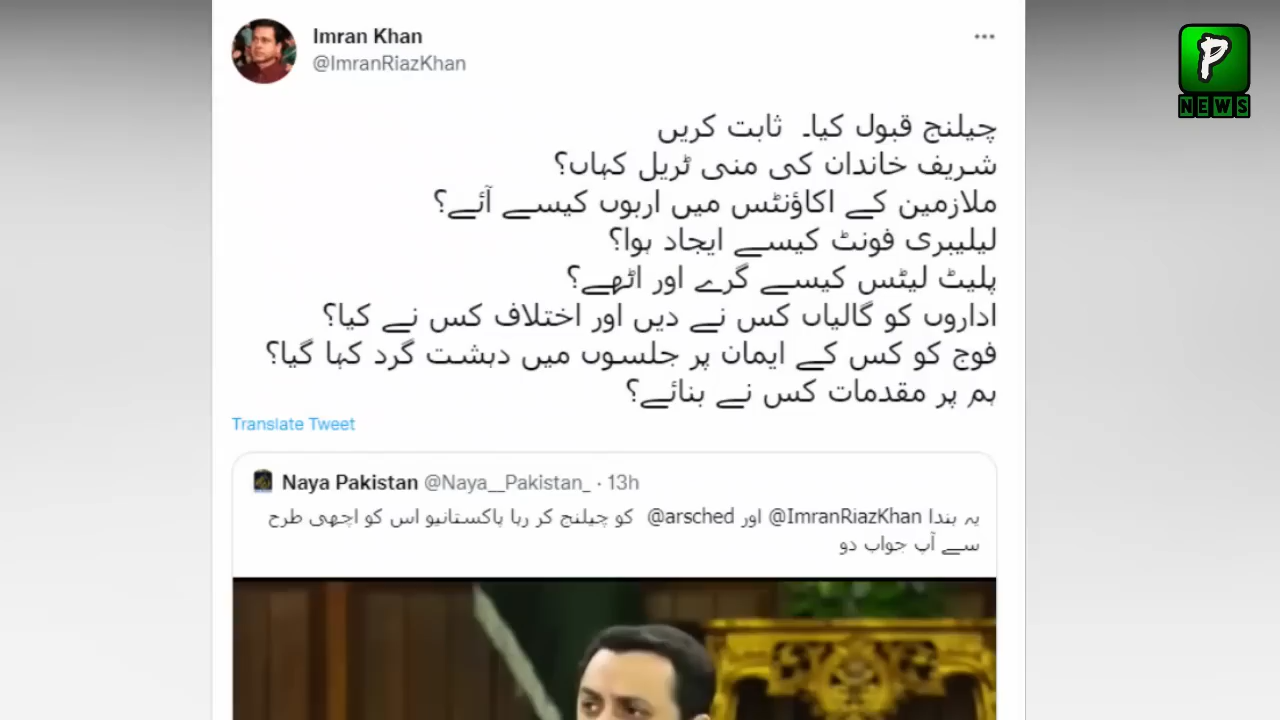 Imran Khan
@ImranRiazKhan
P
NEWS
چیلنج قبول کیا۔ ثابت کریں
شریف خاندان کی منی ٹریل کہاں؟
ملازمین کے اکاؤنٹس میں اربوں کیسے آئے؟
لیلیبری فونٹ کیسے ایجاد ہوا؟
پلیٹ لیٹس کیسے گرے اور اٹھے؟
اداروں کو گالیاں کس نے دیں اور اختلاف کس نے کیا؟
فوج کو کس کے ایمان پر جلسوں میں دہشت گرد کہا گیا؟
ہم پر مقدمات کس نے بنائے؟
Translate Tweet
Naya Pakistan @Naya__Pakistan_ · 13h
یہ بندا @ImranRiazKhan اور @arsched کو چیلنج کر رہا پاکستانیو اس کو اچھی طرح
سے آپ جواب دو